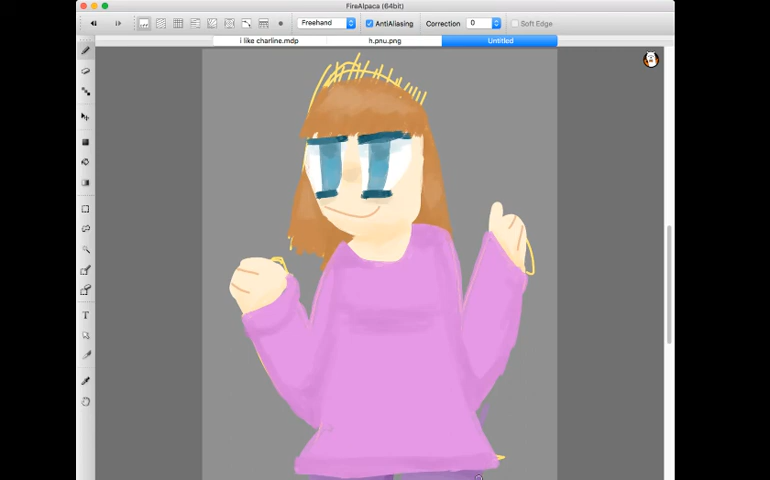 FireAlpaca (64bit)
Freehand AntiAliasing Correction 0 Soft Edge
i like charline.mdp h.pnu.png Untitled
T